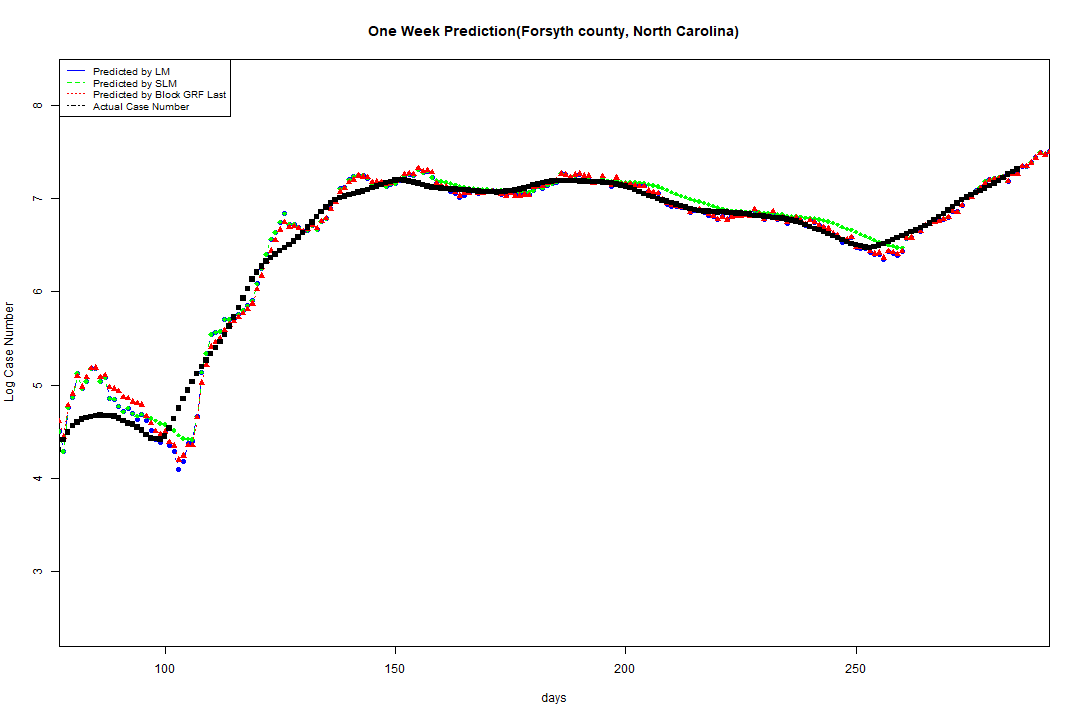 One Week Prediction(Forsyth county, North Carolina)
Predicted by LM
Predicted by SLM
Predicted by Block GRF Last
Actual Case Number
8
7
6
5
4
3
Log Case Number
100 150 200 250
days